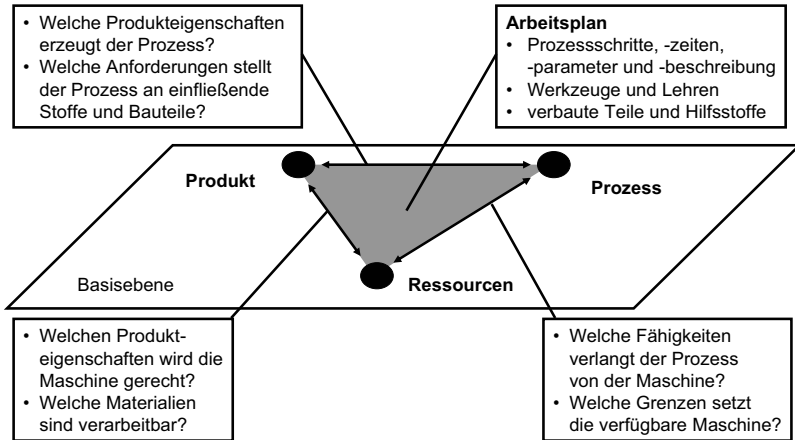 • Welche Produkteigenschaften
erzeugt der Prozess?
• Welche Anforderungen stellt
der Prozess an einfließende
Stoffe und Bauteile?
Arbeitsplan
• Prozessschritte, -zeiten,
-parameter und -beschreibung
• Werkzeuge und Lehren
• verbaute Teile und Hilfsstoffe
Produkt
Prozess
Basisebene
Ressourcen
• Welchen Produkt-
eigenschaften wird die
Maschine gerecht?
• Welche Materialien
sind verarbeitbar?
• Welche Fähigkeiten
verlangt der Prozess
von der Maschine?
• Welche Grenzen setzt
die verfügbare Maschine?